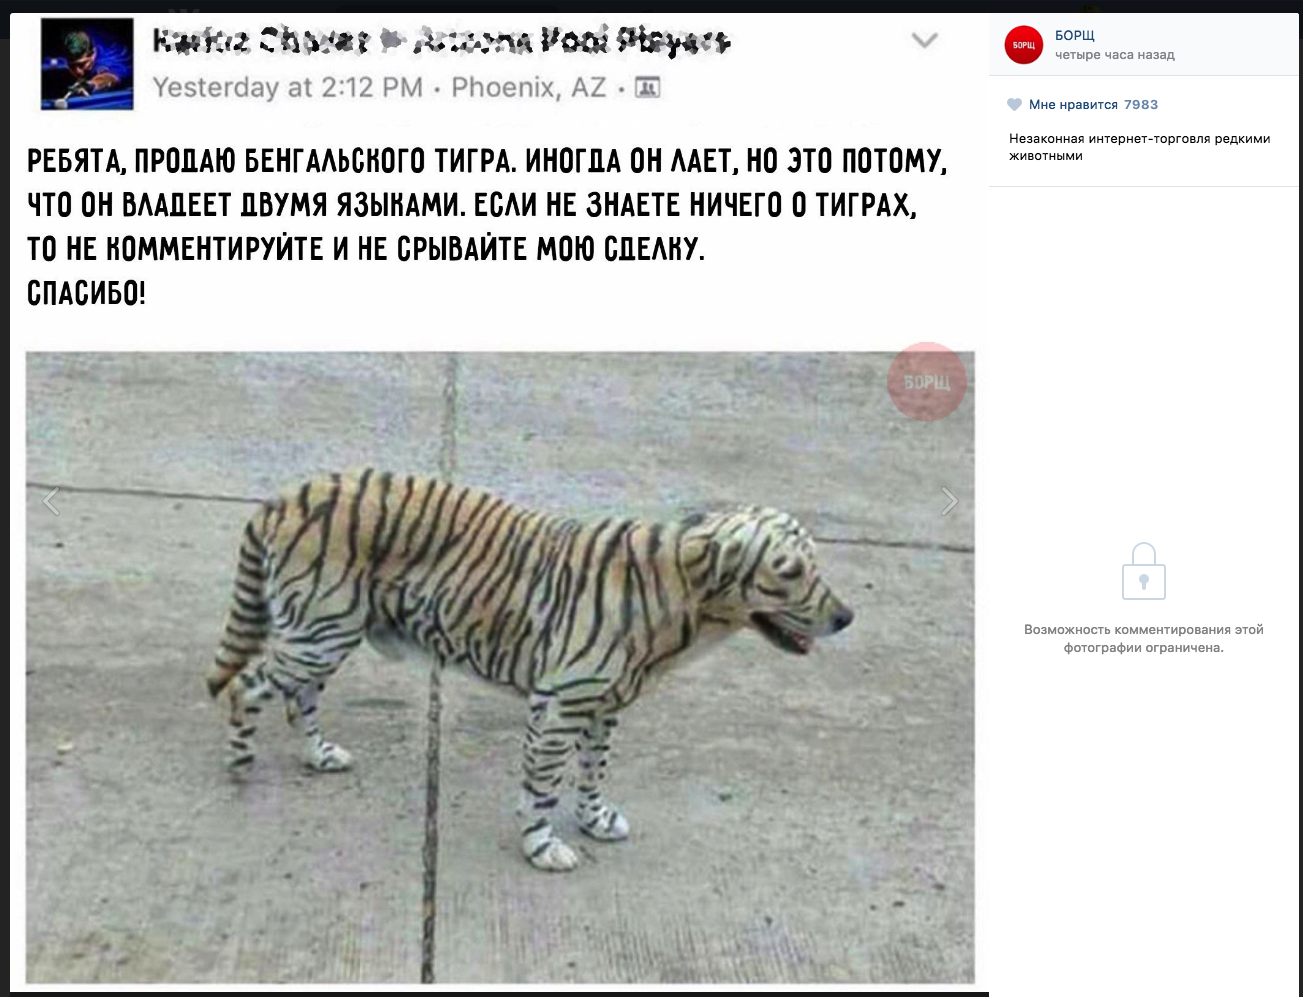 Yesterday at 2:12 PM · Phoenix, AZ ·
РЕБЯТА, ПРОДАЮ БЕНГАЛЬСКОГО ТИГРА. ИНОГДА ОН ЛАЕТ, НО ЭТО ПОТОМУ,
ЧТО ОН ВЛАДЕЕТ ДВУМЯ ЯЗЫКАМИ. ЕСЛИ НЕ ЗНАЕТЕ НИЧЕГО О ТИГРАХ,
ТО НЕ КОММЕНТИРУЙТЕ И НЕ СРЫВАЙТЕ МОЮ СДЕЛКУ.
СПАСИБО!
БОРЩ
БОРЩ
БОРЩ
четыре часа назад
Мне нравится 7983
Незаконная интернет-торговля редкими
животными
Возможность комментирования этой
фотографии ограничена.